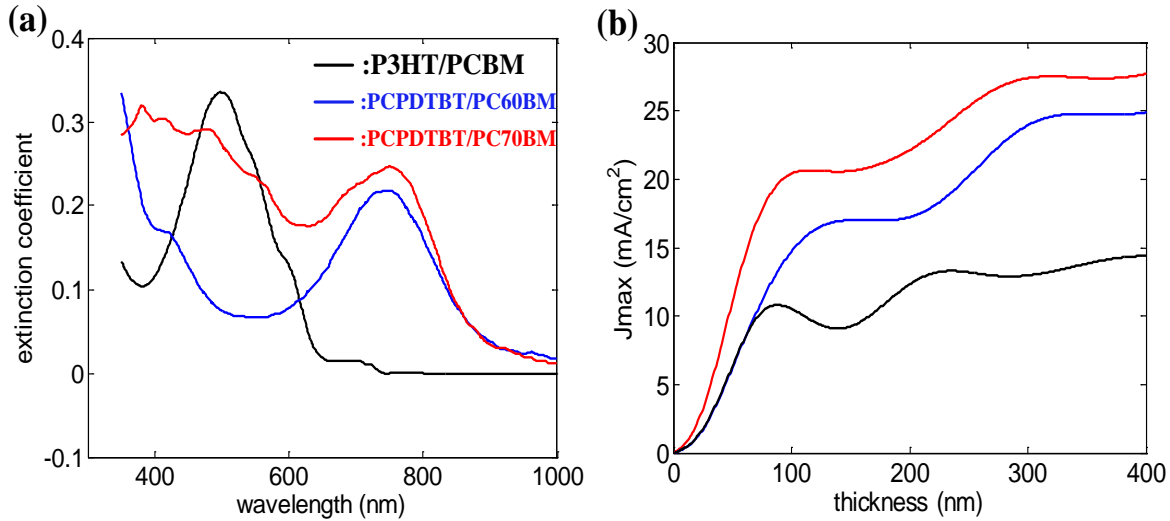 (a)
0.4
0.3
0.2
0.1
0
-0.1
extinction coefficient
:P3HT/PCBM
:PCPDTBT/PC60BM
:PCPDTBT/PC70BM
400 600 800 1000
wavelength (nm)
(b)
30
25
20
15
10
5
0
Jmax (mA/cm²)
0 100 200 300 400
thickness (nm)